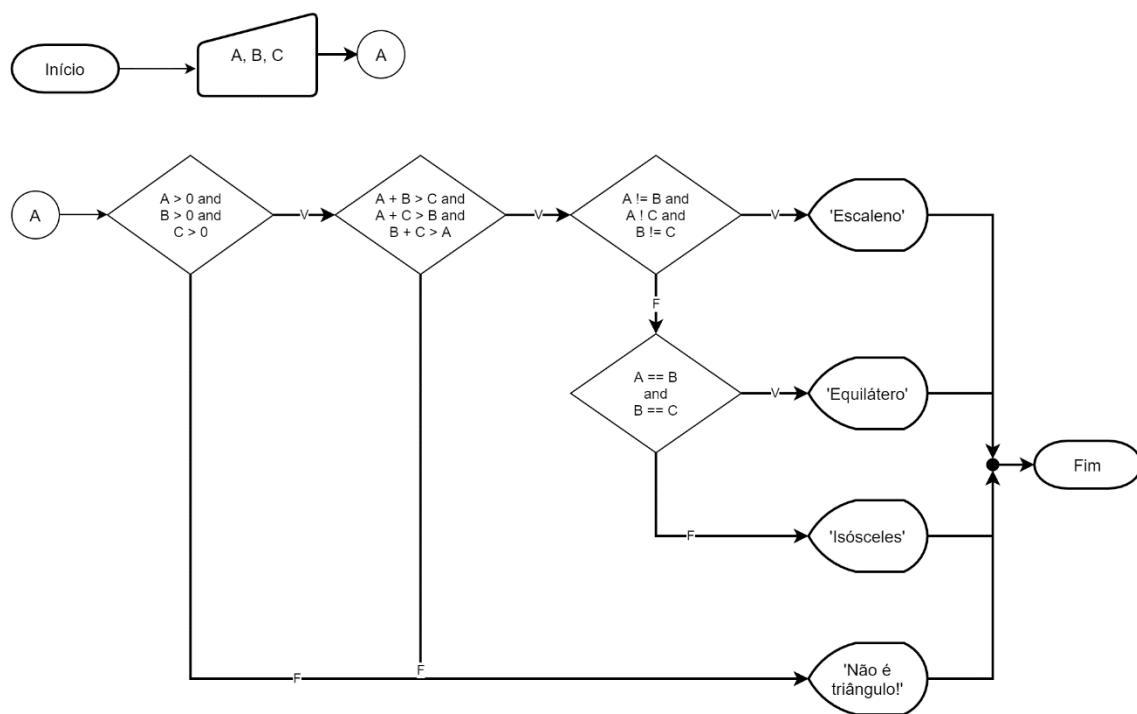 Início
A, B, C
A
A
A > 0 and
B > 0 and
C > 0
V
A + B > C and
A + C > B and
B + C > A
V
A != B and
A ! C and
B != C
V
'Escaleno'
F
A == B
and
B == C
V
'Equilátero'
Fim
F
'Isósceles'
F
F
'Não é
triângulo!'